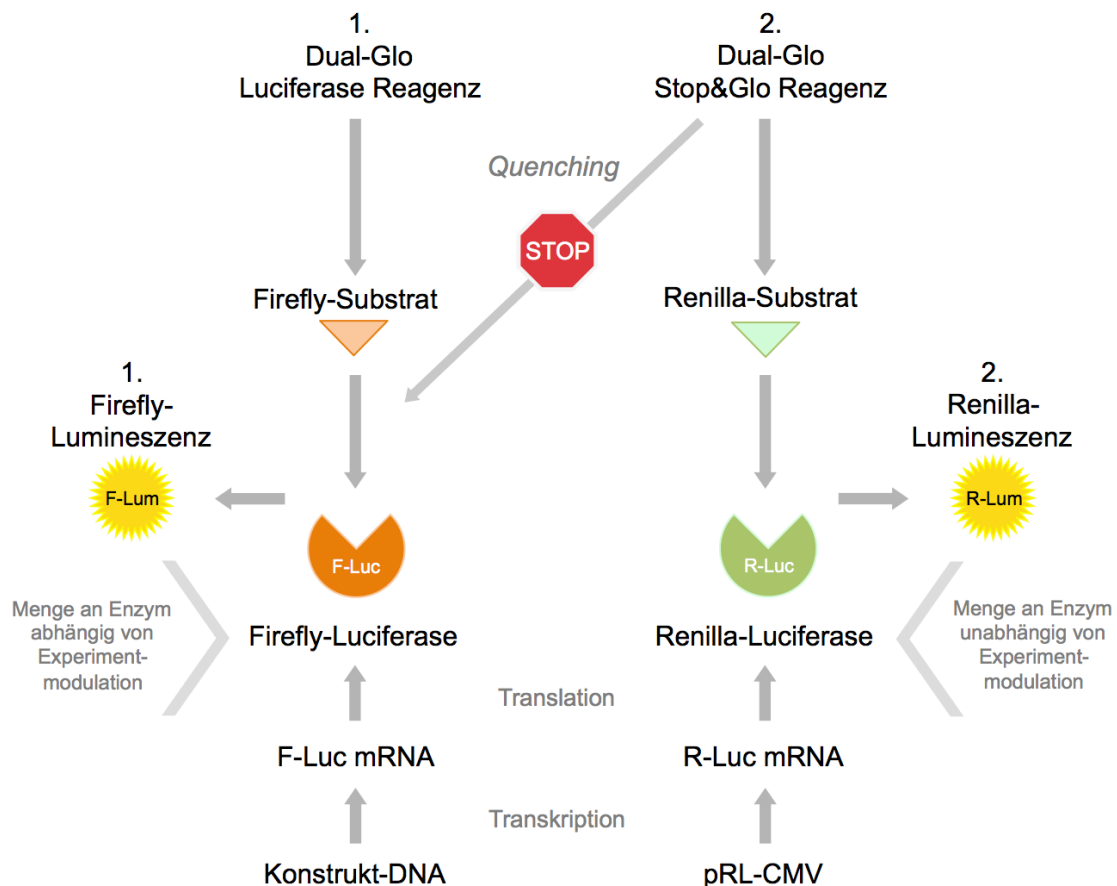 1.
Dual-Glo
Luciferase Reagenz
2.
Dual-Glo
Stop&Glo Reagenz
Quenching
STOP
Firefly-Substrat
Renilla-Substrat
1.
Firefly-
Lumineszenz
F-Lum
2.
Renilla-
Lumineszenz
R-Lum
F-Luc
R-Luc
Menge an Enzym
abhängig von
Experiment-
modulation
Firefly-Luciferase
Renilla-Luciferase
Menge an Enzym
unabhängig von
Experiment-
modulation
Translation
F-Luc mRNA
R-Luc mRNA
Transkription
Konstrukt-DNA
pRL-CMV